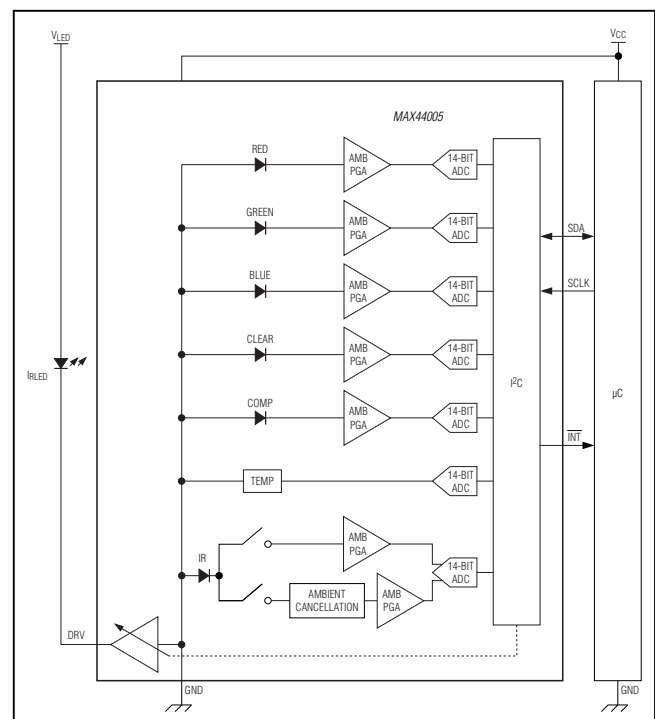 VLED
VCC
MAX44005
RED
AMB
PGA
14-BIT
ADC
GREEN
AMB
PGA
14-BIT
ADC
SDA
BLUE
AMB
PGA
14-BIT
ADC
SCLK
CLEAR
AMB
PGA
14-BIT
ADC
IRLED
I2C
µC
COMP
AMB
PGA
14-BIT
ADC
INT
TEMP
14-BIT
ADC
IR
AMB
PGA
14-BIT
ADC
AMBIENT
CANCELLATION
AMB
PGA
DRV
GND
GND